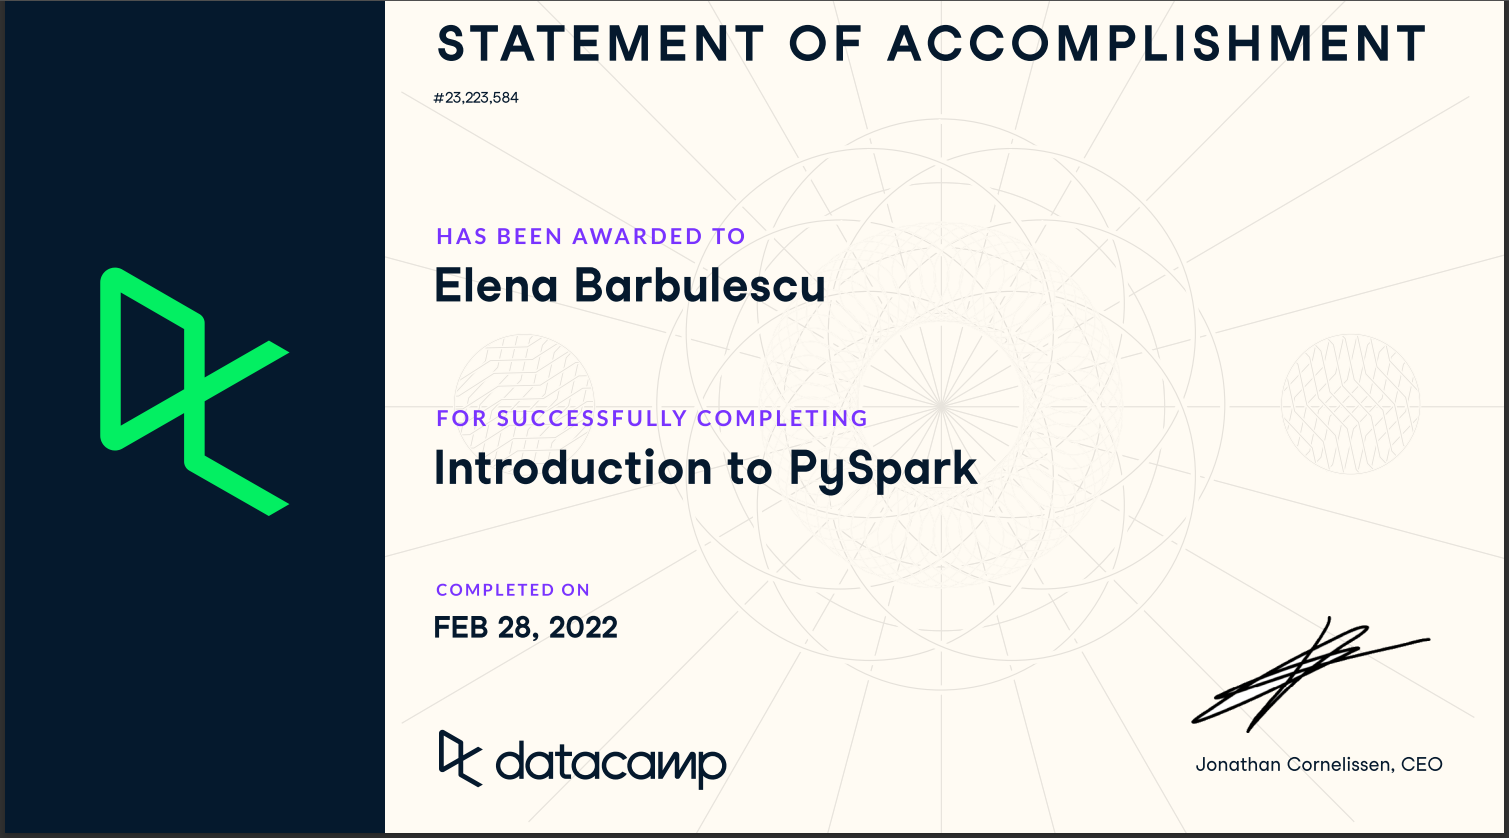 STATEMENT OF ACCOMPLISHMENT
#23,223,584
HAS BEEN AWARDED TO
Elena Barbulescu
FOR SUCCESSFULLY COMPLETING
Introduction to PySpark
COMPLETED ON
FEB 28, 2022
datacamp
Jonathan Cornelissen, CEO